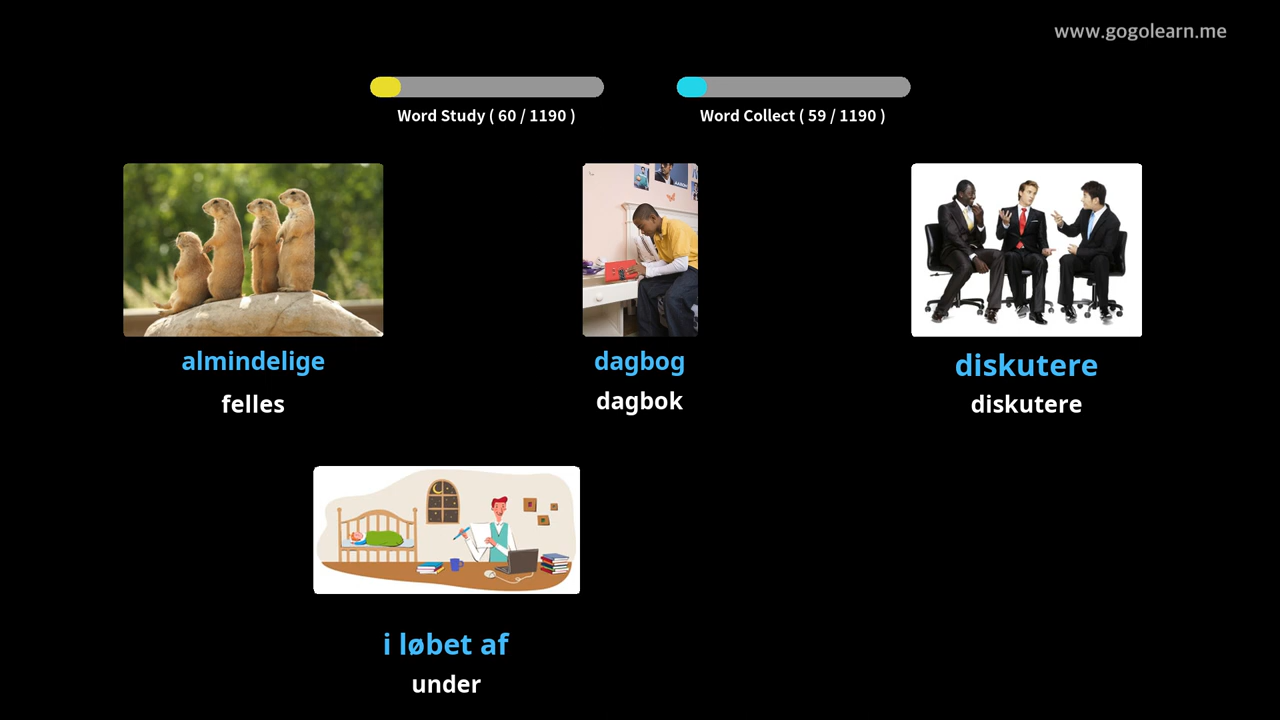 www.gogolearn.me
Word Study ( 60 / 1190 )
Word Collect ( 59 / 1190 )
almindelige
felles
dagbog
dagbok
diskutere
diskutere
i løbet af
under